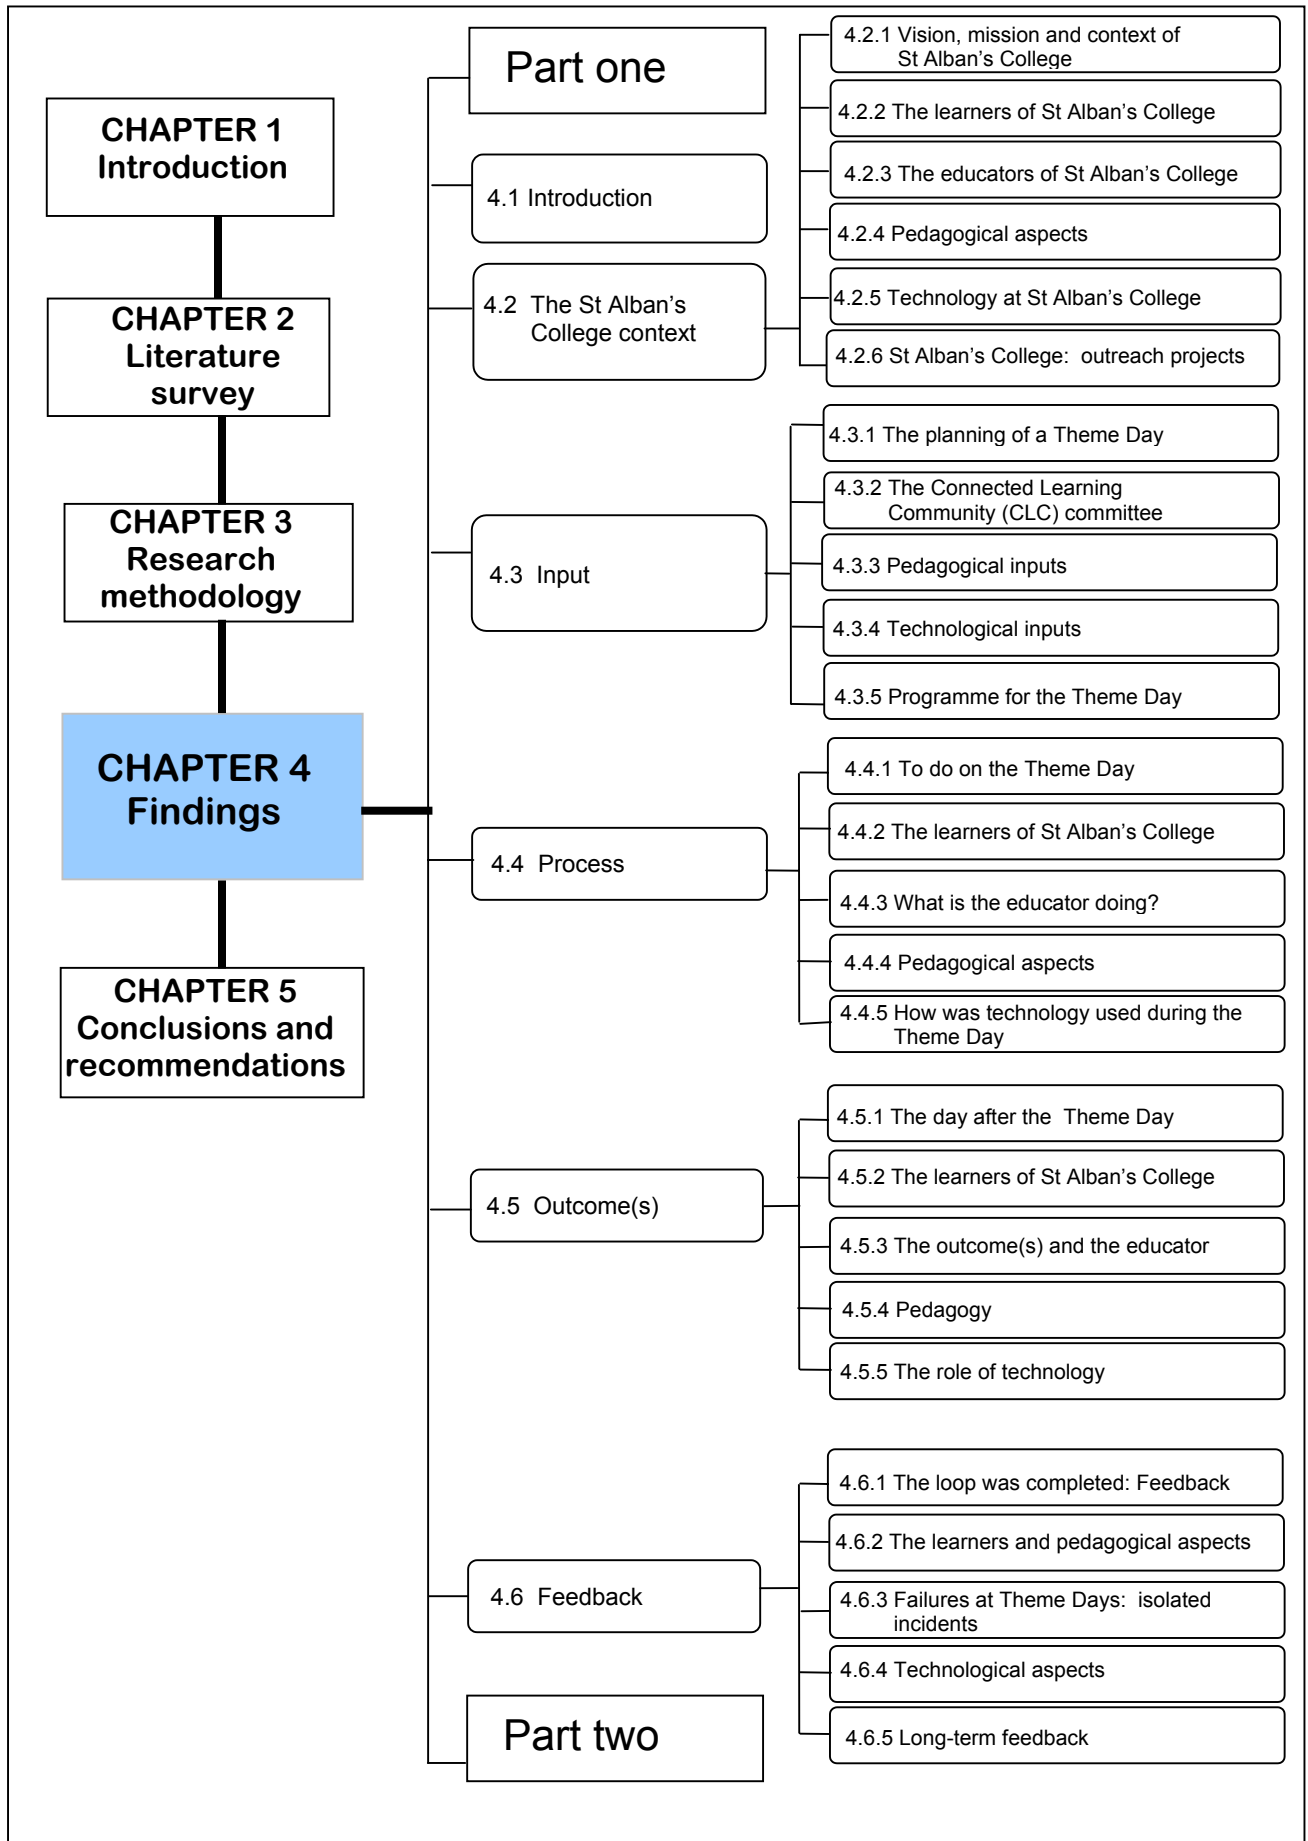 CHAPTER 1
Introduction
CHAPTER 2
Literature
survey
CHAPTER 3
Research
methodology
CHAPTER 4
Findings
CHAPTER 5
Conclusions and
recommendations
Part one
4.1 Introduction
4.2 The St Alban's
College context
4.2.1 Vision, mission and context of
St Alban's College
4.2.2 The learners of St Alban's College
4.2.3 The educators of St Alban's College
4.2.4 Pedagogical aspects
4.2.5 Technology at St Alban's College
4.2.6 St Alban's College: outreach projects
4.3 Input
4.3.1 The planning of a Theme Day
4.3.2 The Connected Learning
Community (CLC) committee
4.3.3 Pedagogical inputs
4.3.4 Technological inputs
4.3.5 Programme for the Theme Day
4.4 Process
4.4.1 To do on the Theme Day
4.4.2 The learners of St Alban's College
4.4.3 What is the educator doing?
4.4.4 Pedagogical aspects
4.4.5 How was technology used during the
Theme Day
4.5 Outcome(s)
4.5.1 The day after the Theme Day
4.5.2 The learners of St Alban's College
4.5.3 The outcome(s) and the educator
4.5.4 Pedagogy
4.5.5 The role of technology
4.6 Feedback
4.6.1 The loop was completed: Feedback
4.6.2 The learners and pedagogical aspects
4.6.3 Failures at Theme Days: isolated
incidents
4.6.4 Technological aspects
4.6.5 Long-term feedback
Part two